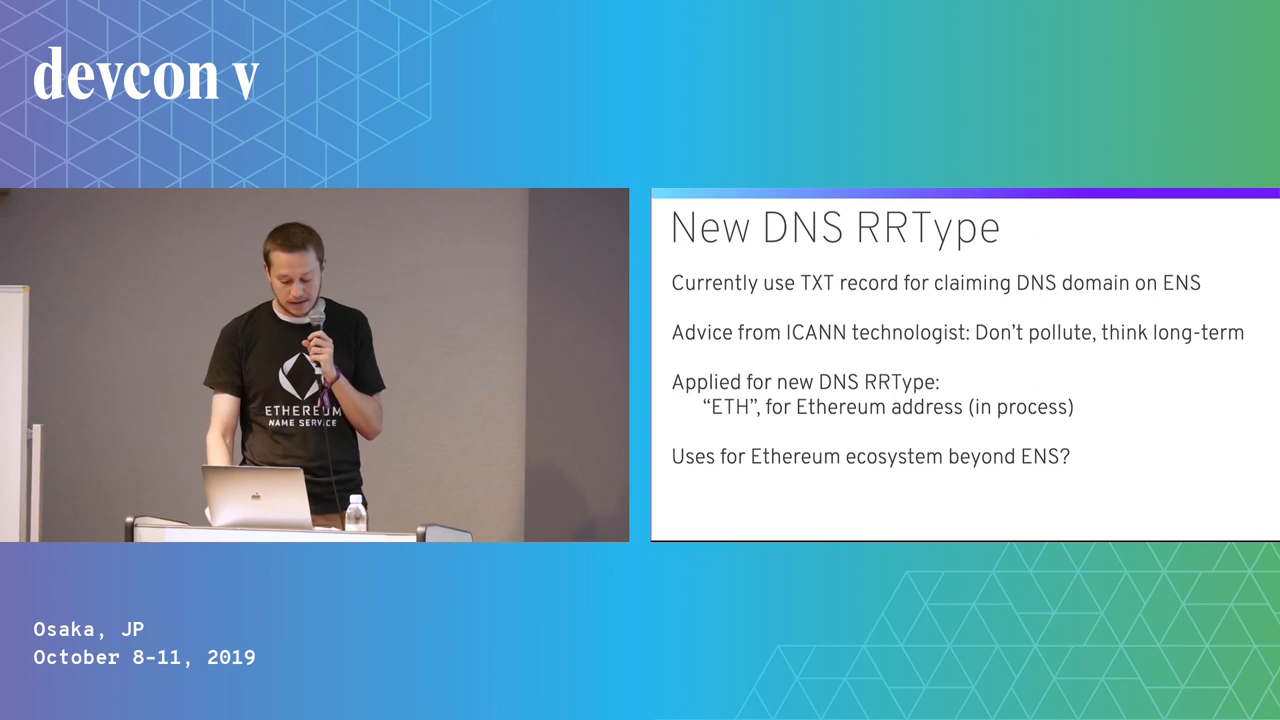 devcon v
ETHEREUM
NAME SERVICE
New DNS RRType
Currently use TXT record for claiming DNS domain on ENS
Advice from ICANN technologist: Don’t pollute, think long-term
Applied for new DNS RRType:
“ETH”, for Ethereum address (in process)
Uses for Ethereum ecosystem beyond ENS?
Osaka, JP
October 8-11, 2019